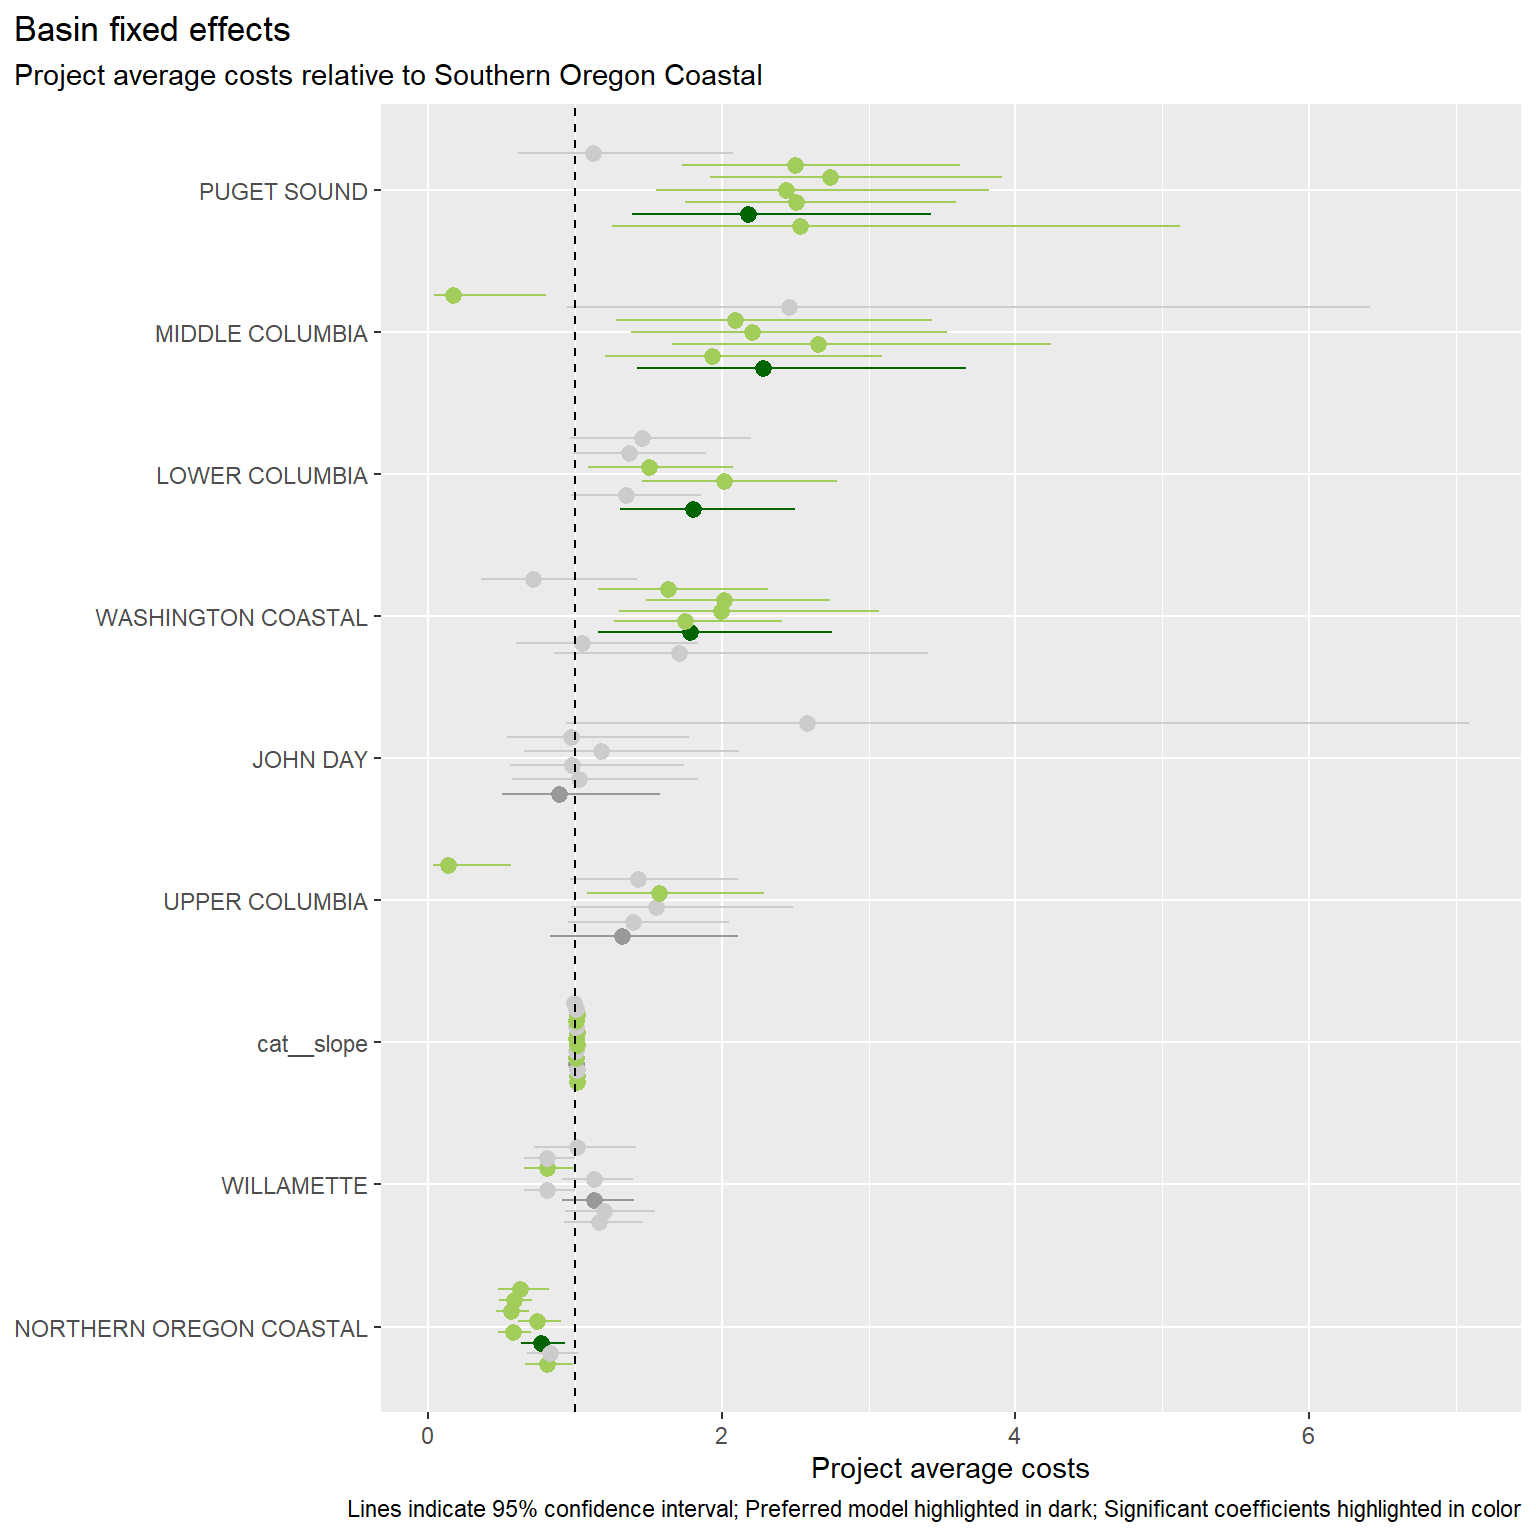 Basin fixed effects
Project average costs relative to Southern Oregon Coastal
PUGET SOUND
MIDDLE COLUMBIA
LOWER COLUMBIA
WASHINGTON COASTAL
JOHN DAY
UPPER COLUMBIA
cat__slope
WILLAMETTE
NORTHERN OREGON COASTAL
0 2 4 6
Project average costs
Lines indicate 95% confidence interval; Preferred model highlighted in dark; Significant coefficients highlighted in color